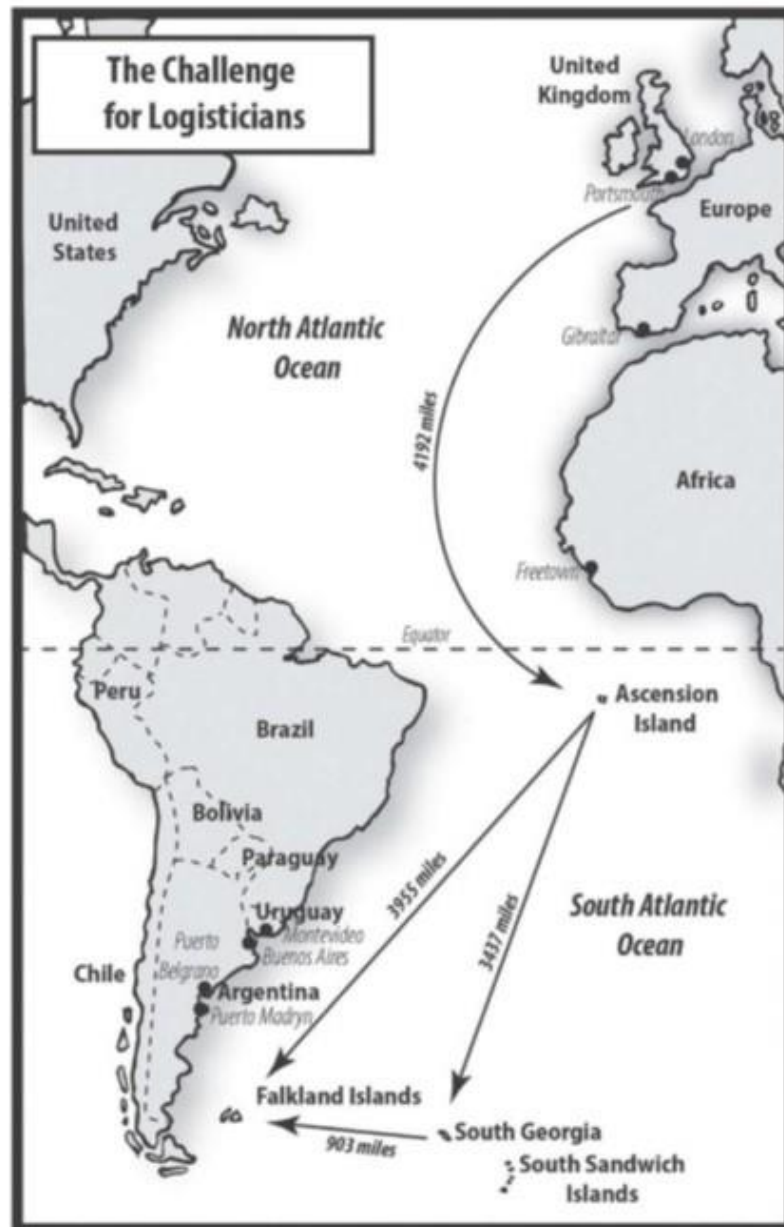 The Challenge
for Logisticians
United
Kingdom
London
Portsmouth
Europe
United
States
North Atlantic
Ocean
Gibraltar
4192 miles
Africa
Freetown
Equator
Peru
Ascension
Island
Brazil
Bolivia
Paraguay
3955 miles
3437 miles
South Atlantic
Ocean
Uruguay
Montevideo
Puerto
Belgrano
Buenos Aires
Chile
Argentina
Puerto Madryn
Falkland Islands
903 miles
South Georgia
South Sandwich
Islands